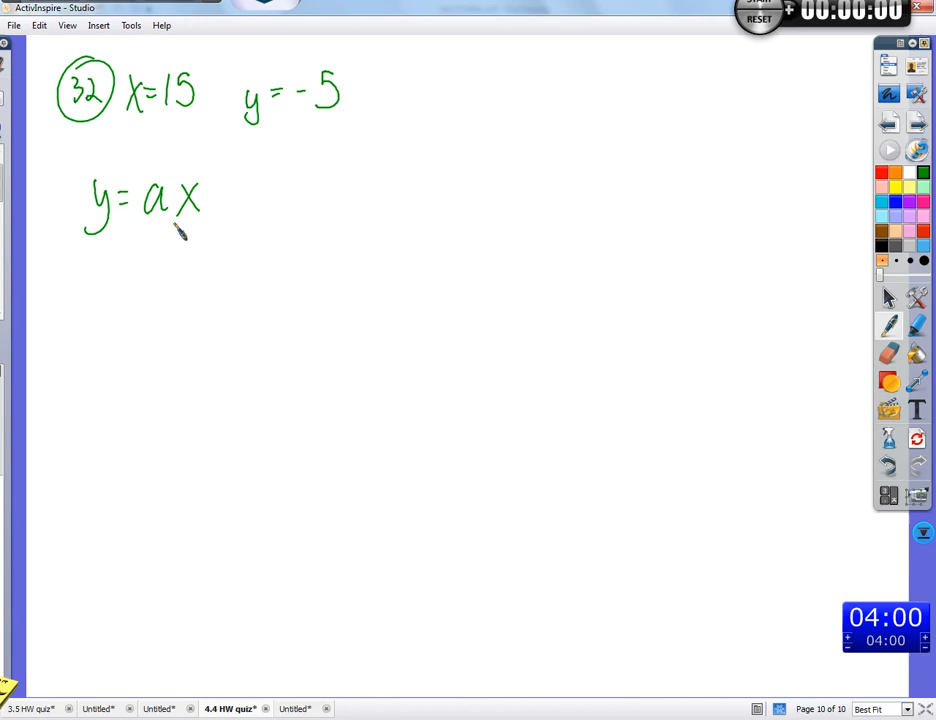 ActivInspire - Studio
START
RESET
00:00:00
File Edit View Insert Tools Help
32 x=15 y=-5
y=ax
T
04:00
04:00
3.5 HW quiz* Untitled* Untitled* 4.4 HW quiz* Untitled* Page 10 of 10 Best Fit